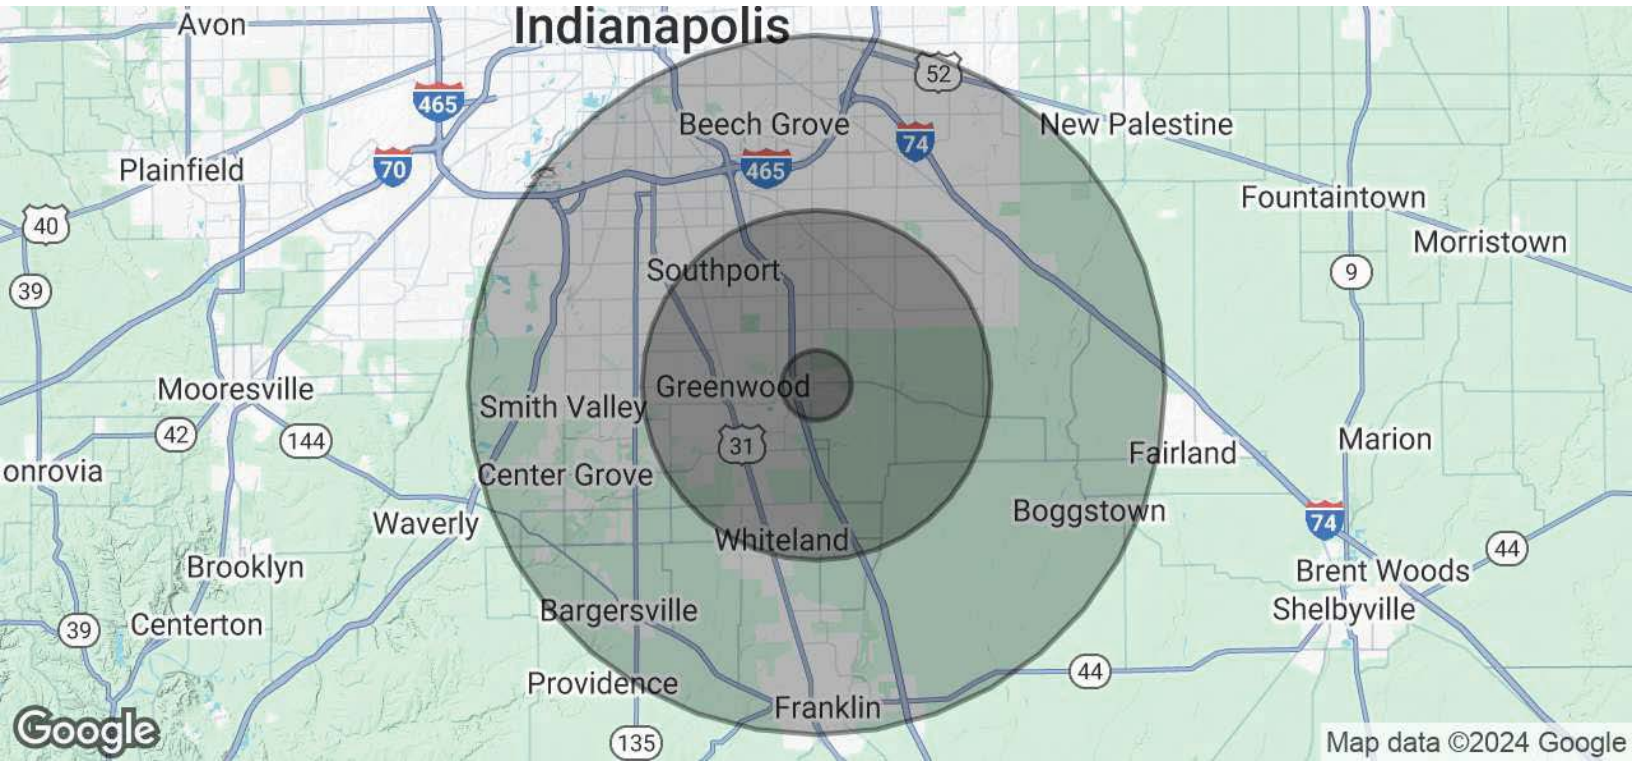 Indianapolis
Avon
52
465
Beech Grove
New Palestine
74
70
465
Plainfield
Fountaintown
40
Morristown
Southport
9
39
Mooresville
Greenwood
Smith Valley
42
144
31
Marion
Fairland
onrovia
Center Grove
Boggstown
Waverly
74
Whiteland
44
Brooklyn
Brent Woods
Bargersville
Shelbyville
39
Centerton
44
Providence
Franklin
Google
135
Map data ©2024 Google